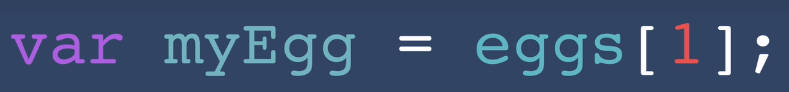 var myEgg = eggs[1];